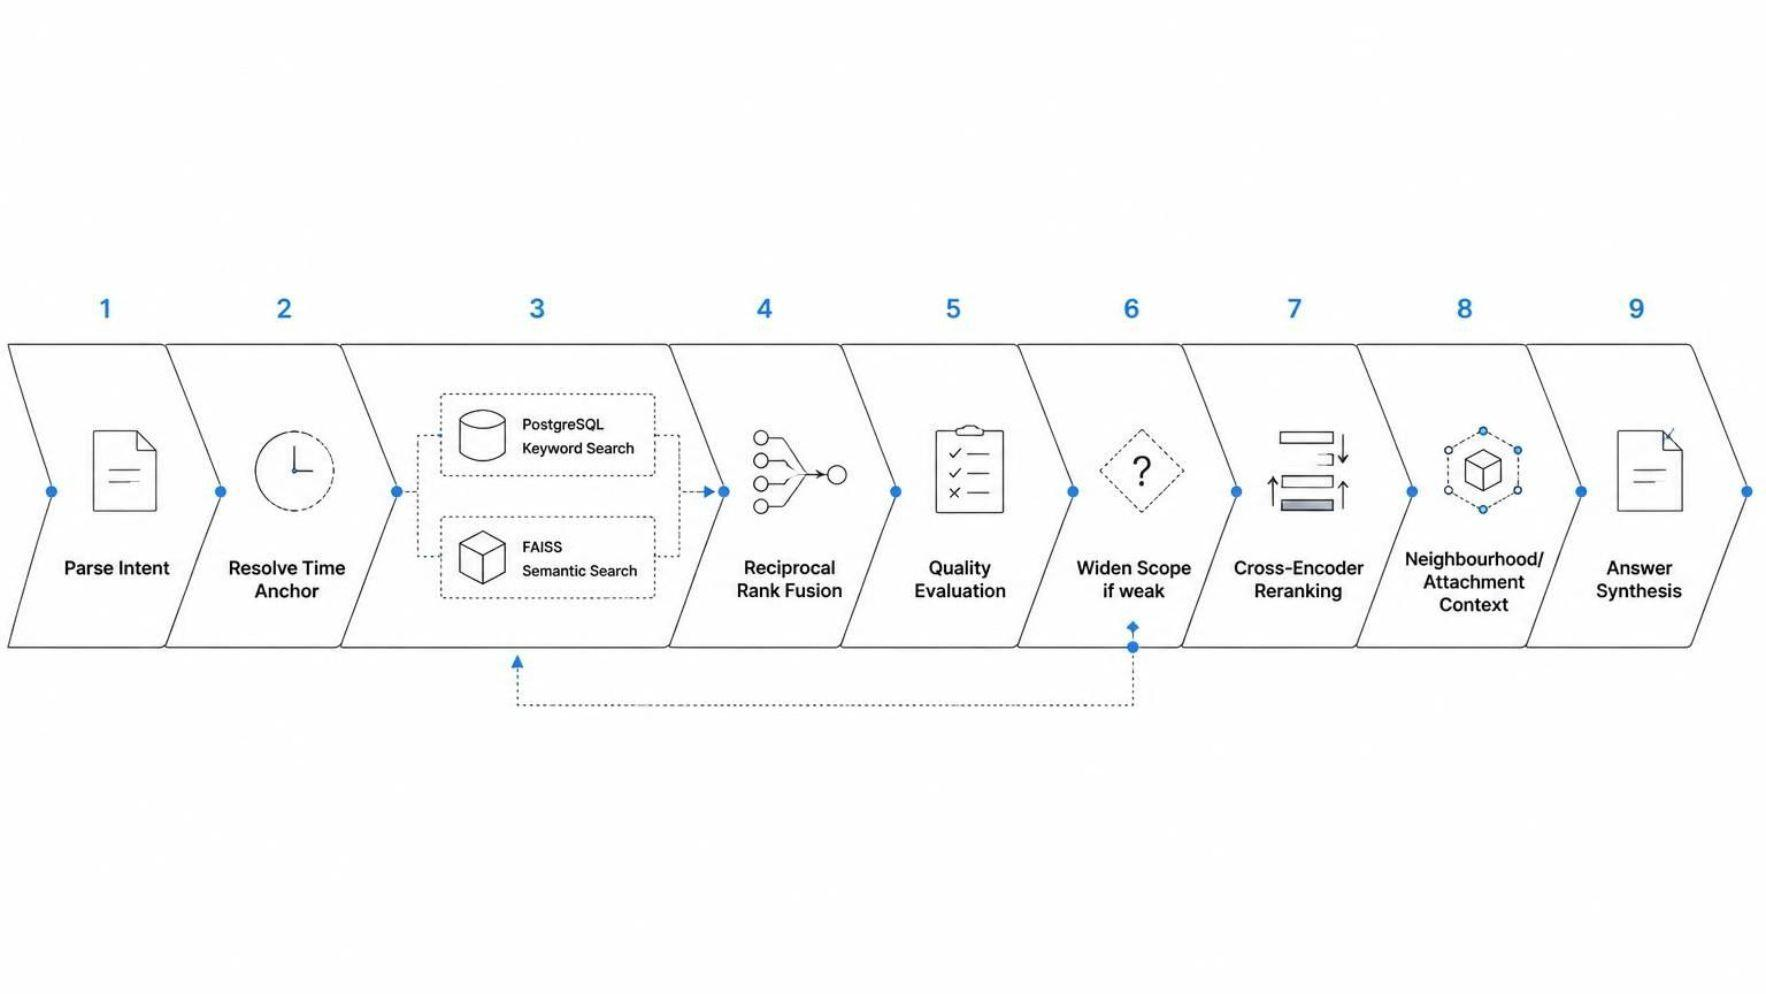 1
2
3
4
5
6
7
8
9
Parse Intent
Resolve Time
Anchor
PostgreSQL
Keyword Search
FAISS
Semantic Search
Reciprocal
Rank Fusion
Quality
Evaluation
?
Widen Scope
if weak
Cross-Encoder
Reranking
Neighbourhood/
Attachment
Context
Answer
Synthesis